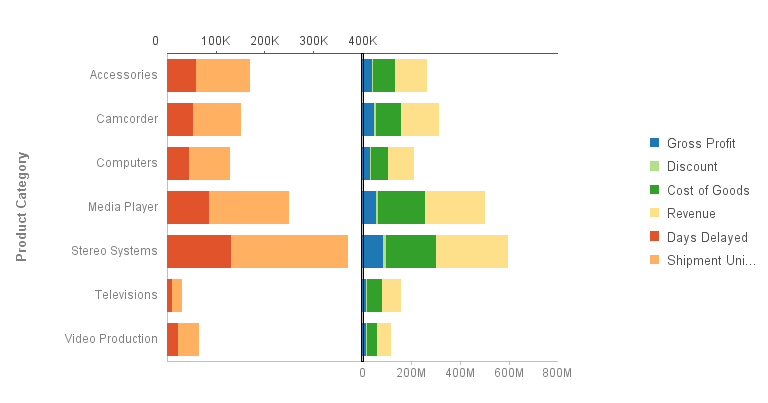 0 100K 200K 300K 400K
Product Category
Accessories
Camcorder
Computers
Media Player
Stereo Systems
Televisions
Video Production
0 200M 400M 600M 800M
Gross Profit
Discount
Cost of Goods
Revenue
Days Delayed
Shipment Uni...